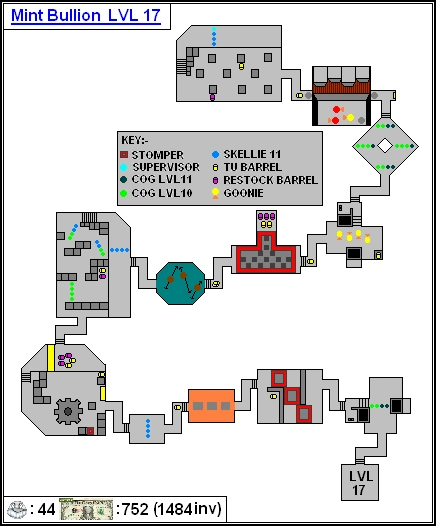 Mint Bullion LVL 17
KEY:-
STOMPER
SKELLIE 11
SUPERVISOR
TU BARREL
COG LVL11
RESTOCK BARREL
COG LVL10
GOONIE
LVL
17
: 44
:752 (1484inv)